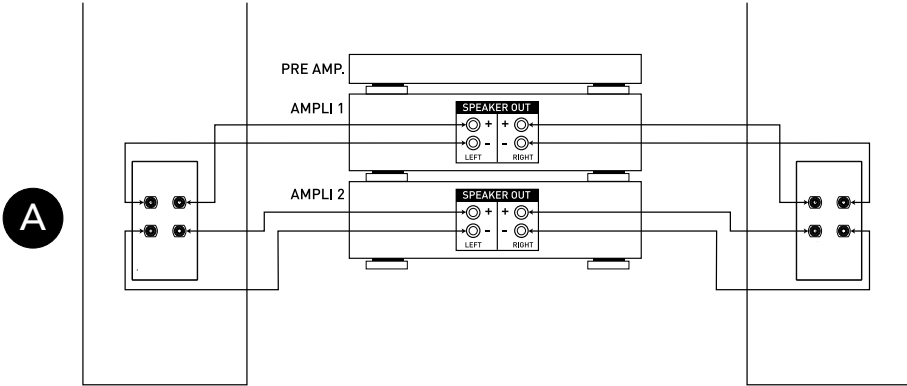 A
PRE AMP.
AMPLI 1
SPEAKER OUT
+ +
- -
LEFT RIGHT
AMPLI 2
SPEAKER OUT
+ +
- -
LEFT RIGHT